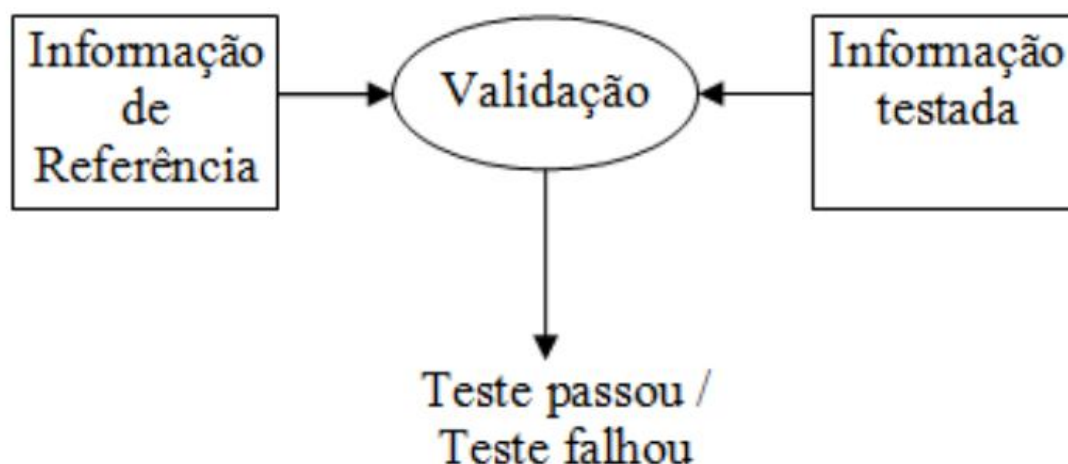 Informação
de
Referência
Validação
Informação
testada
Teste passou /
Teste falhou